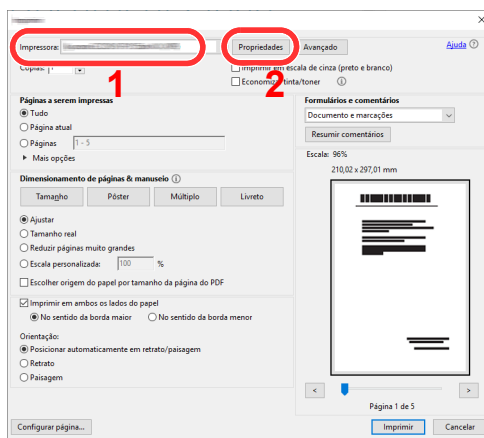 Impressora:
Propriedades
Avançado
Ajuda
1
2
Cópias: 1
Imprimir em escala de cinza (preto e branco)
Economizar tinta/toner
Páginas a serem impressas
Tudo
Página atual
Páginas 1 - 5
Mais opções
Formulários e comentários
Documento e marcações
Resumir comentários
Escala: 96%
210,02 x 297,01 mm
Dimensionamento de páginas & manuseio
Tamanho Pôster Múltiplo Livreto
Ajustar
Tamanho real
Reduzir páginas muito grandes
Escala personalizada: 100 %
Escolher origem do papel por tamanho da página do PDF
Imprimir em ambos os lados do papel
No sentido da borda maior No sentido da borda menor
Orientação:
Posicionar automaticamente em retrato/paisagem
Retrato
Paisagem
< >
Página 1 de 5
Configurar página... Imprimir Cancelar